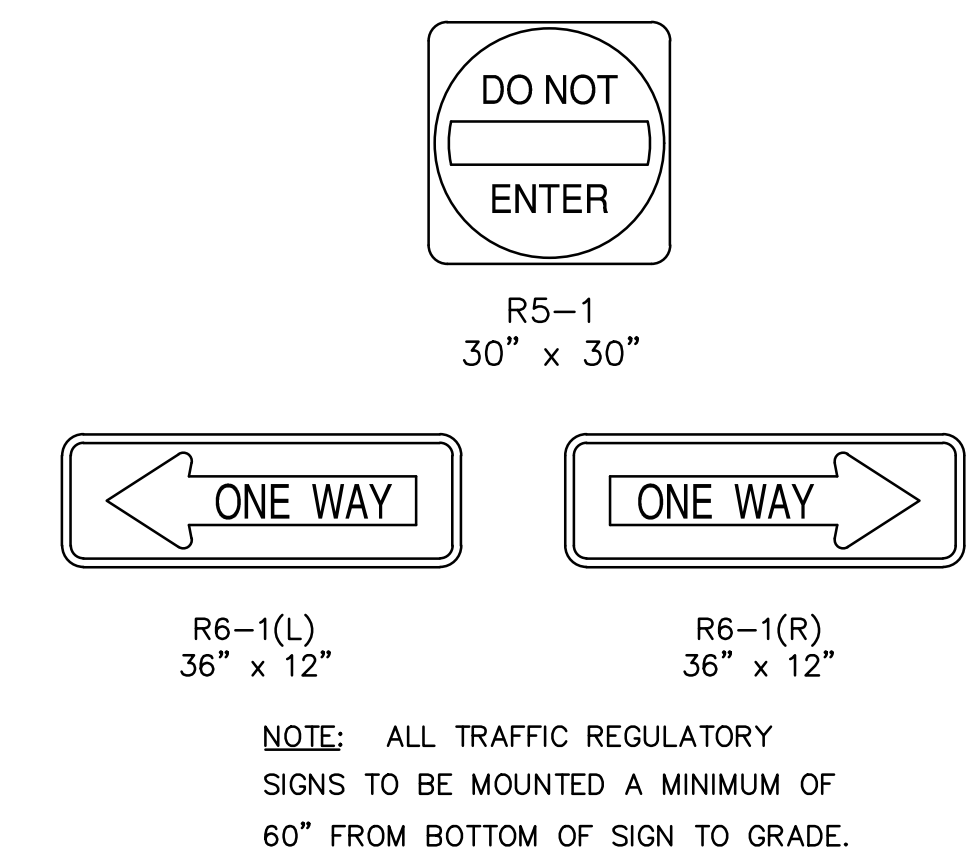 DO NOT
ENTER
R5-1
30" x 30"
ONE WAY
R6-1(L)
36" x 12"
ONE WAY
R6-1(R)
36" x 12"
NOTE: ALL TRAFFIC REGULATORY
SIGNS TO BE MOUNTED A MINIMUM OF
60" FROM BOTTOM OF SIGN TO GRADE.